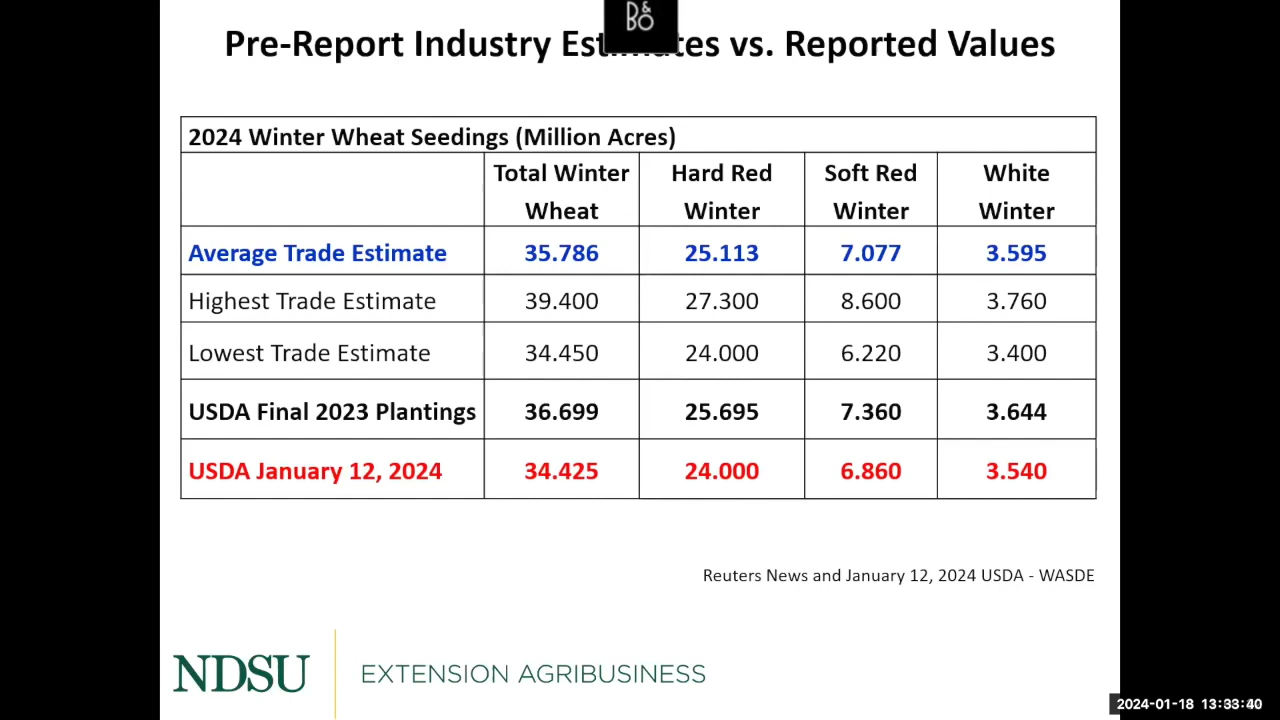 Pre-Report Industry Estimates vs. Reported Values
B&O
2024 Winter Wheat Seedings (Million Acres)
Total Winter Wheat Hard Red Winter Soft Red Winter White Winter
Average Trade Estimate 35.786 25.113 7.077 3.595
Highest Trade Estimate 39.400 27.300 8.600 3.760
Lowest Trade Estimate 34.450 24.000 6.220 3.400
USDA Final 2023 Plantings 36.699 25.695 7.360 3.644
USDA January 12, 2024 34.425 24.000 6.860 3.540
Reuters News and January 12, 2024 USDA - WASDE
NDSU EXTENSION AGRIBUSINESS
2024-01-18 13:33:40